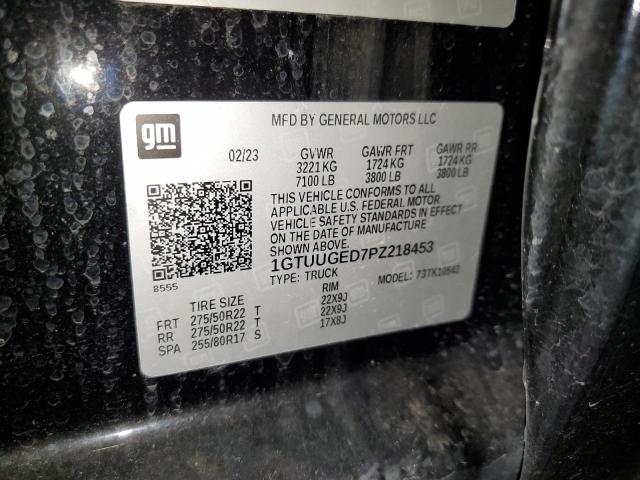 gm
MFD BY GENERAL MOTORS LLC
02/23 GVWR GAWR FRT GAWR RR
3221 KG 1724 KG 1724 KG
7100 LB 3800 LB 3800 LB
THIS VEHICLE CONFORMS TO ALL
APPLICABLE U.S. FEDERAL MOTOR
VEHICLE SAFETY STANDARDS IN EFFECT
ON THE DATE OF MANUFACTURE
SHOWN ABOVE.
1GTUUGED7PZ218453
TYPE: TRUCK MODEL: 73TK10543
8555
TIRE SIZE RIM
FRT 275/50R22 T 22X9J
RR 275/50R22 T 22X9J
SPA 255/80R17 S 17X8J